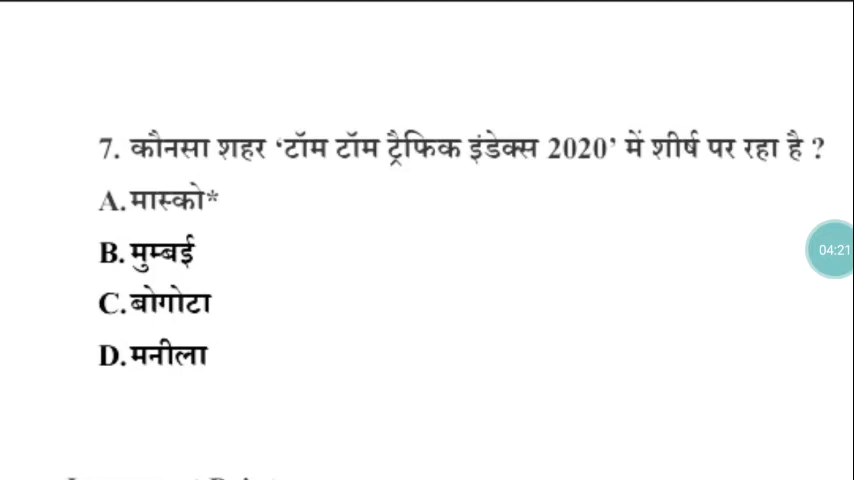 7. कौनसा शहर ‘टॉम टॉम ट्रैफिक इंडेक्स 2020’ में शीर्ष पर रहा है ?
A. मास्को*
B. मुम्बई
04:21
C. बोगोटा
D. मनीला